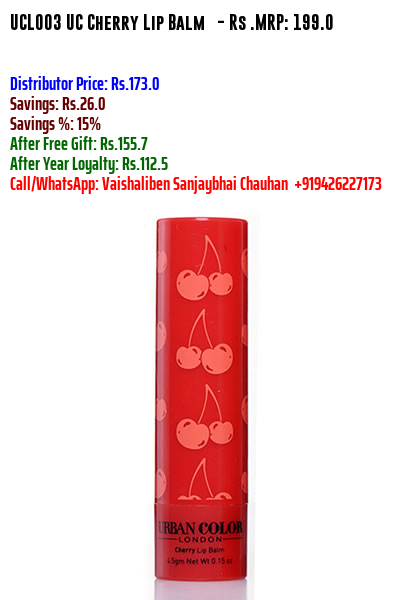 UCL003 UC Cherry Lip Balm - Rs .MRP: 199.0
Distributor Price: Rs.173.0
Savings: Rs.26.0
Savings %: 15%
After Free Gift: Rs.155.7
After Year Loyalty: Rs.112.5
Call/WhatsApp: Vaishaliben Sanjaybhai Chauhan +919426227173
URBAN COLOR
LONDON
Cherry Lip Balm
4.5gm Net Wt 0.15 oz